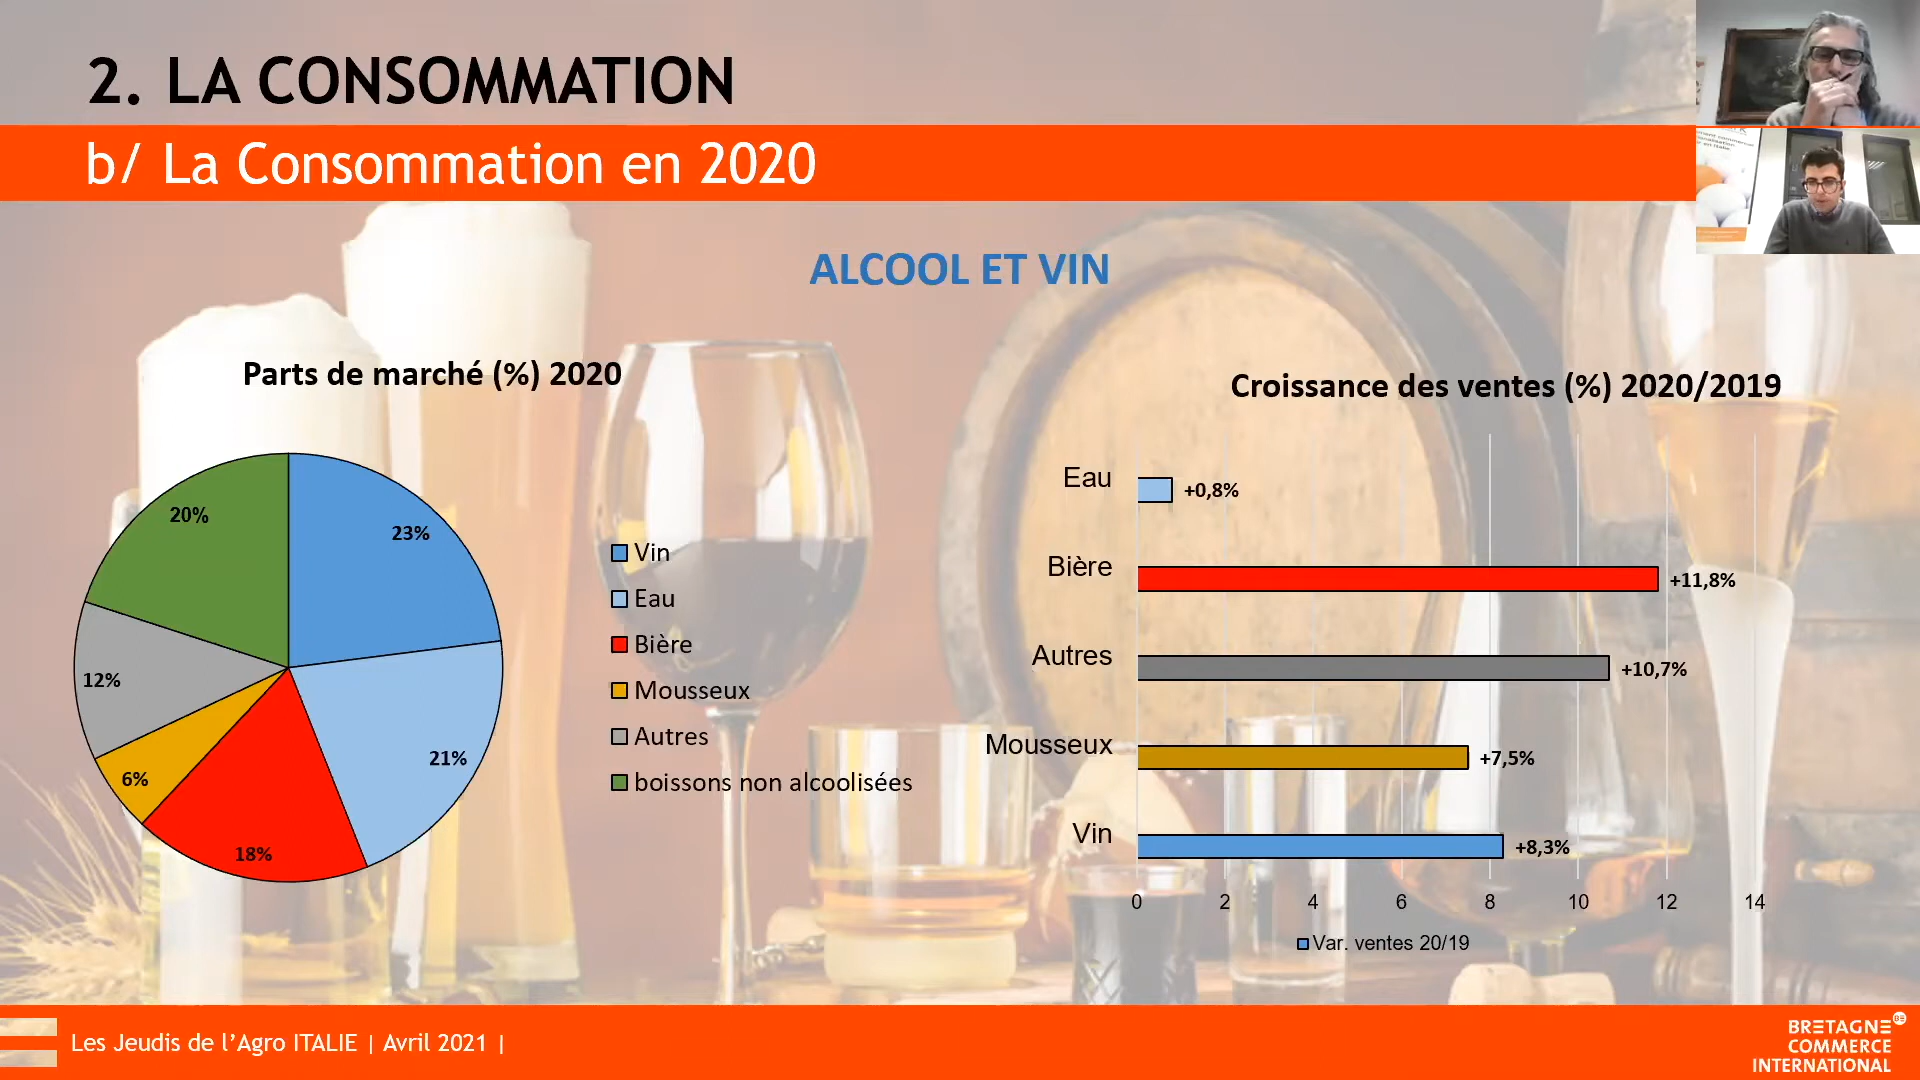 2. LA CONSOMMATION
b/ La Consommation en 2020
ALCOOL ET VIN
Parts de marché (%) 2020
20%
23%
12%
6%
21%
18%
Vin
Eau
Bière
Mousseux
Autres
boissons non alcoolisées
Croissance des ventes (%) 2020/2019
Eau
+0,8%
Bière
+11,8%
Autres
+10,7%
Mousseux
+7,5%
Vin
+8,3%
0 2 4 6 8 10 12 14
Var. ventes 20/19
Les Jeudis de l’Agro ITALIE | Avril 2021 |
BRETAGNE
COMMERCE
INTERNATIONAL